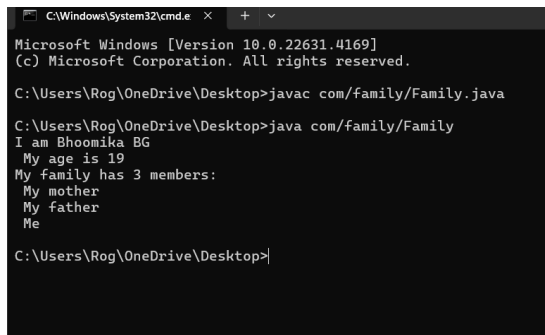 C:\Windows\System32\cmd.e
Microsoft Windows [Version 10.0.22631.4169]
(c) Microsoft Corporation. All rights reserved.
C:\Users\Rog\OneDrive\Desktop>javac com/family/Family.java
C:\Users\Rog\OneDrive\Desktop>java com/family/Family
I am Bhoomika BG
My age is 19
My family has 3 members:
My mother
My father
Me
C:\Users\Rog\OneDrive\Desktop>